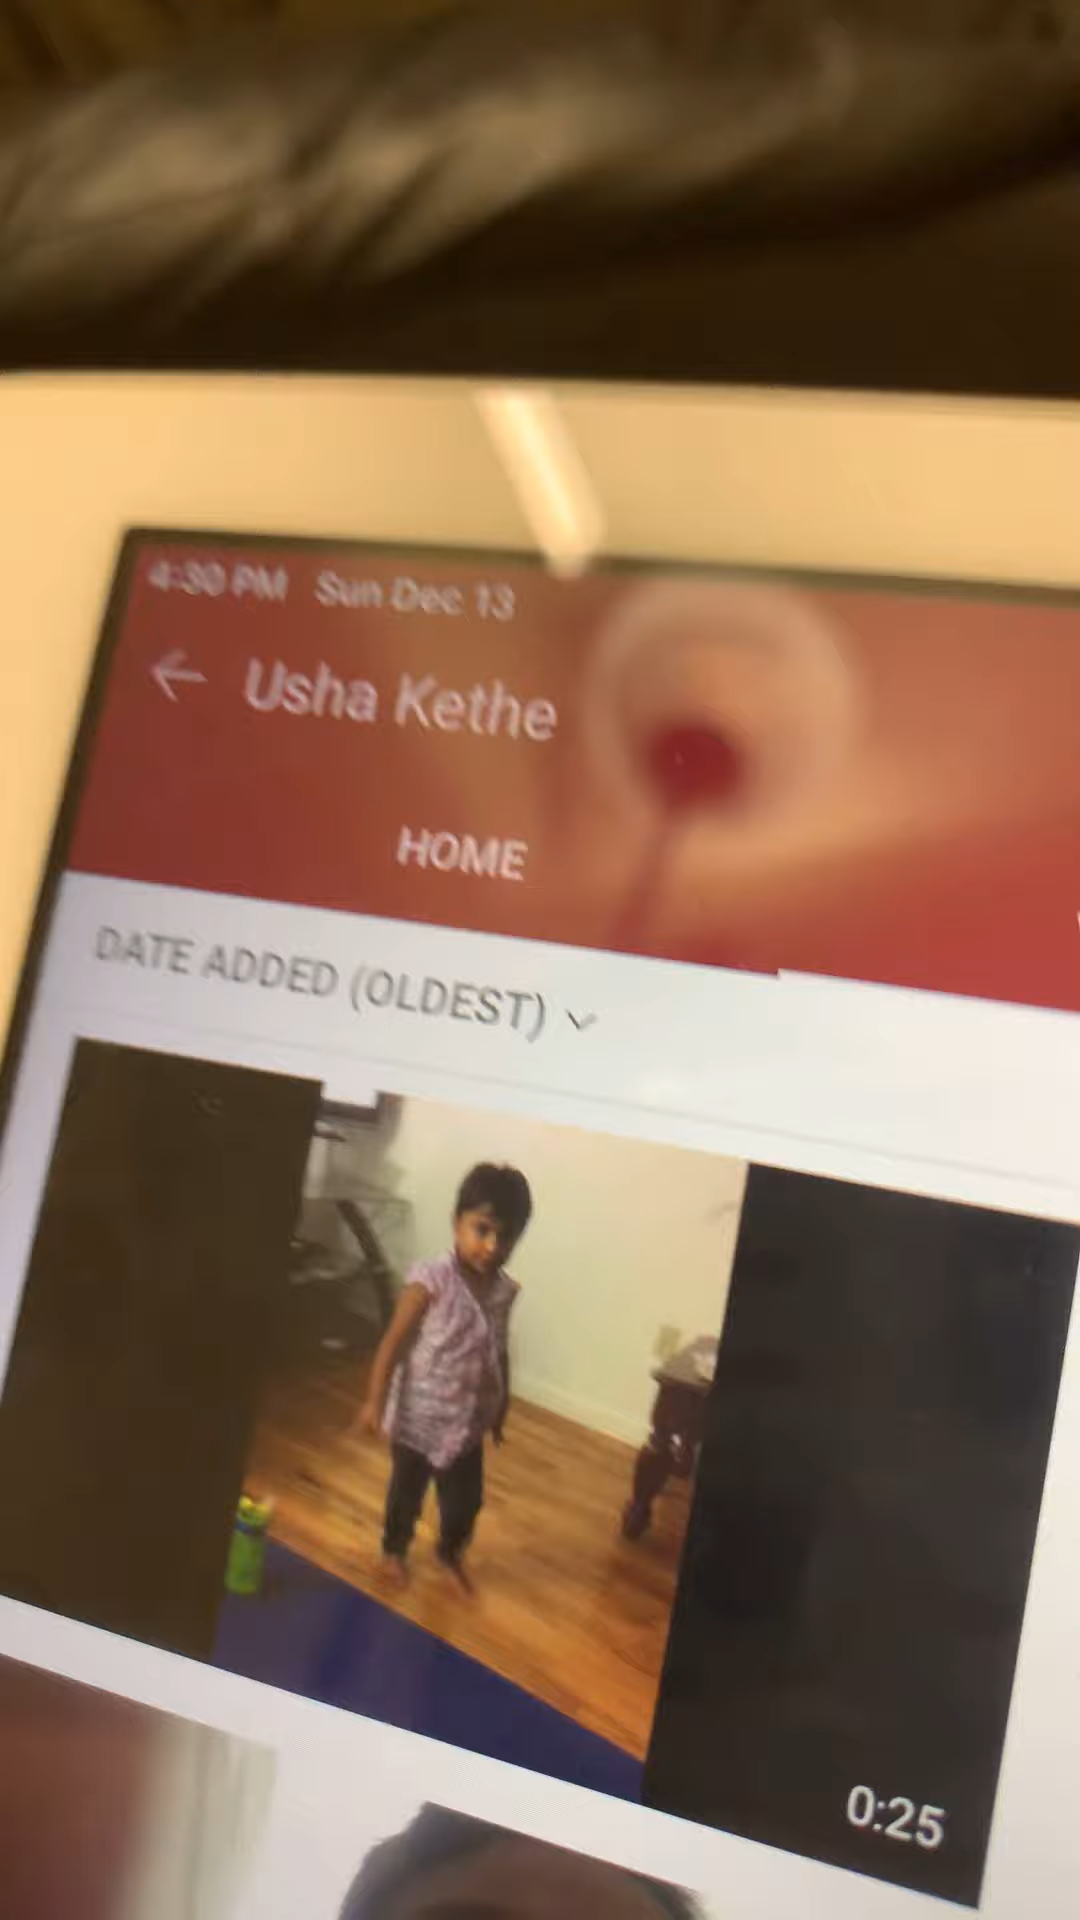 4:30 PM Sun Dec 13
← Usha Kethe
HOME
DATE ADDED (OLDEST)
0:25